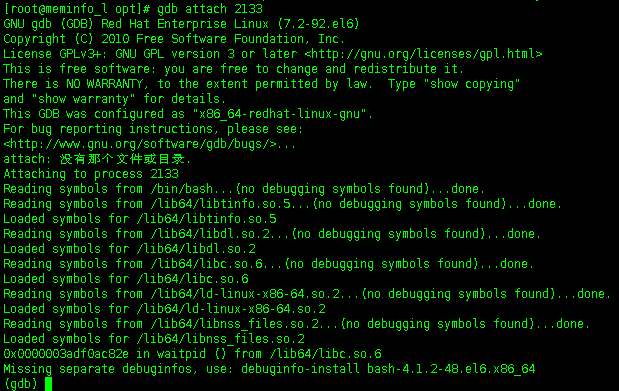 [root@meminfo_l opt]# gdb attach 2133
GNU gdb (GDB) Red Hat Enterprise Linux (7.2-92.el6)
Copyright (C) 2010 Free Software Foundation, Inc.
License GPLv3+: GNU GPL version 3 or later <http://gnu.org/licenses/gpl.html>
This is free software: you are free to change and redistribute it.
There is NO WARRANTY, to the extent permitted by law.  Type "show copying"
and "show warranty" for details.
This GDB was configured as "x86_64-redhat-linux-gnu".
For bug reporting instructions, please see:
<http://www.gnu.org/software/gdb/bugs/>...
attach: 没有那个文件或目录.
Attaching to process 2133
Reading symbols from /bin/bash...(no debugging symbols found)...done.
Reading symbols from /lib64/libtinfo.so.5...(no debugging symbols found)...done.
Loaded symbols for /lib64/libtinfo.so.5
Reading symbols from /lib64/libdl.so.2...(no debugging symbols found)...done.
Loaded symbols for /lib64/libdl.so.2
Reading symbols from /lib64/libc.so.6...(no debugging symbols found)...done.
Loaded symbols for /lib64/libc.so.6
Reading symbols from /lib64/ld-linux-x86-64.so.2...(no debugging symbols found)...done.
Loaded symbols for /lib64/ld-linux-x86-64.so.2
Reading symbols from /lib64/libnss_files.so.2...(no debugging symbols found)...done.
Loaded symbols for /lib64/libnss_files.so.2
0x0000003adf0ac82e in waitpid () from /lib64/libc.so.6
Missing separate debuginfos, use: debuginfo-install bash-4.1.2-48.el6.x86_64
(gdb)